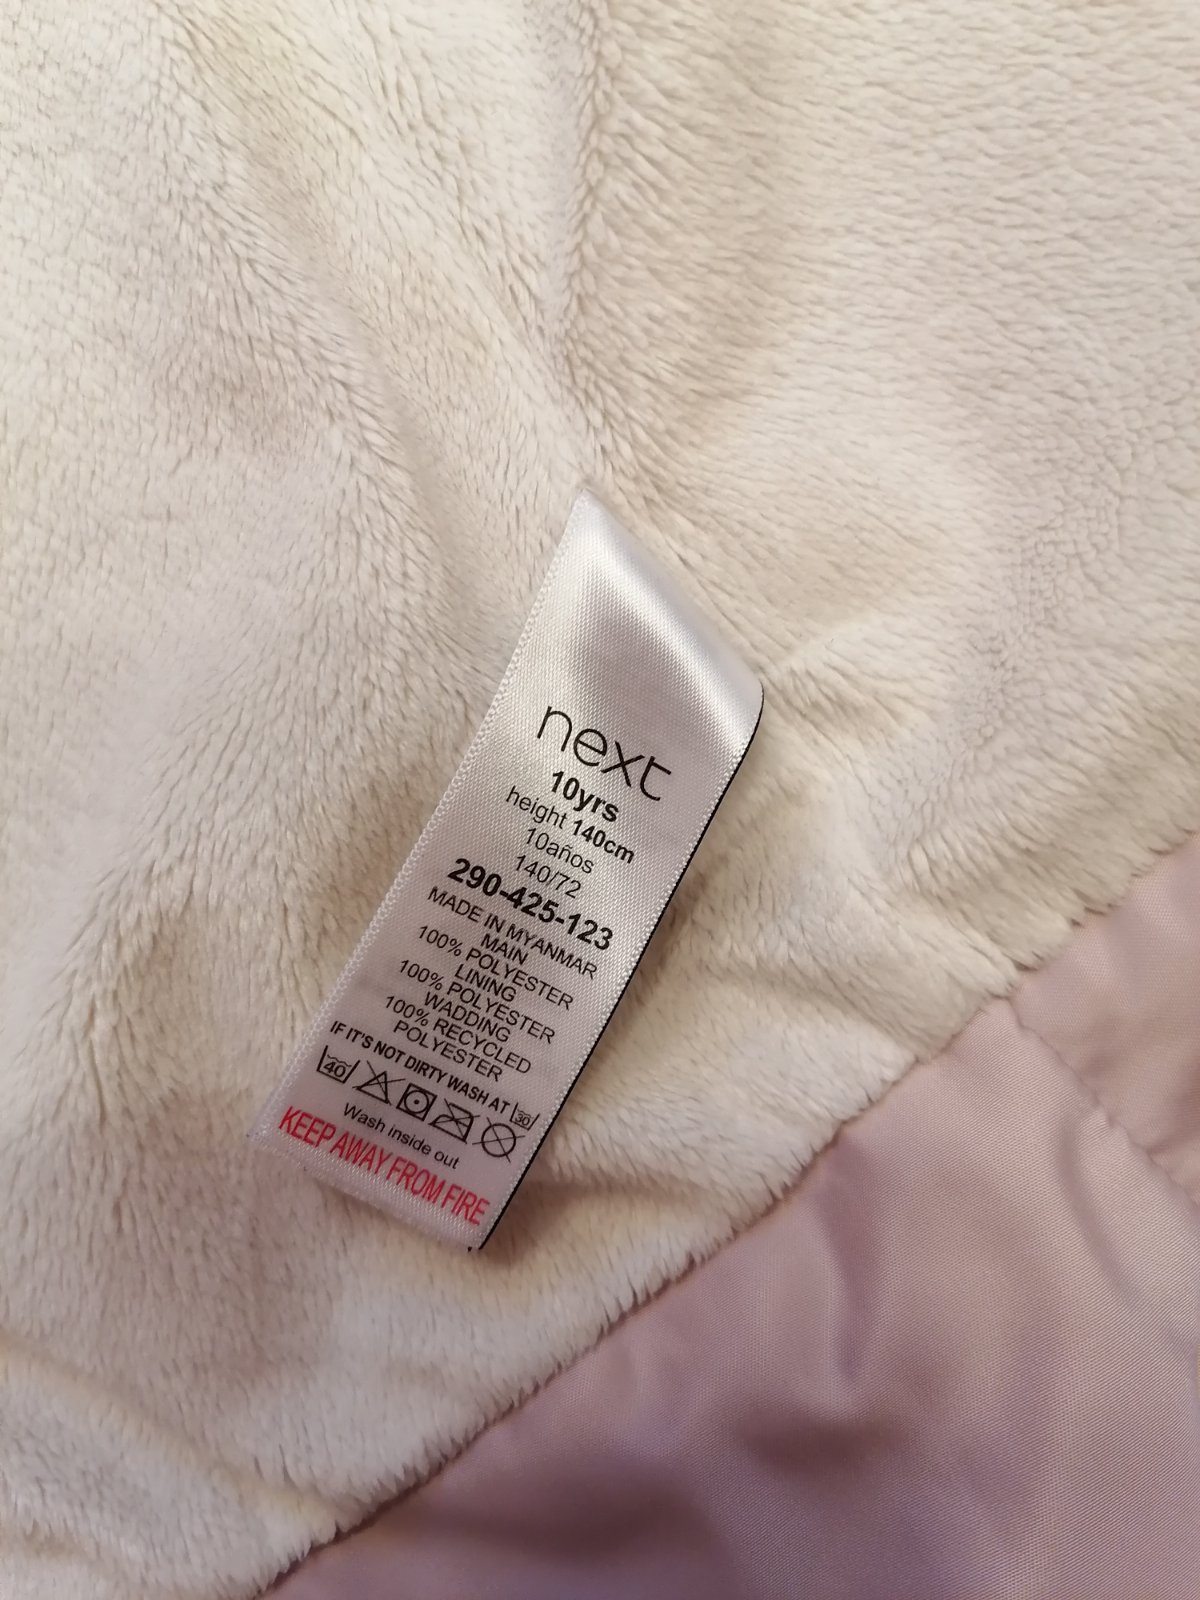 next
10yrs
height 140cm
10años
140/72
290-425-123
MADE IN MYANMAR
MAIN
100% POLYESTER
LINING
100% POLYESTER
WADDING
100% RECYCLED
POLYESTER
IF IT'S NOT DIRTY WASH AT 30
40
Wash inside out
KEEP AWAY FROM FIRE